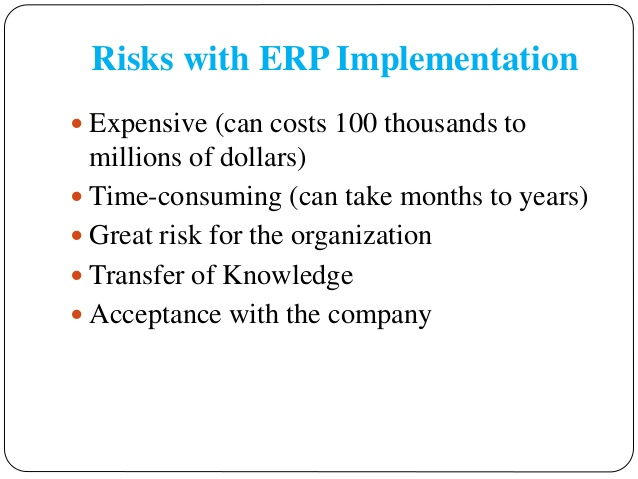 Risks with ERP Implementation
• Expensive (can costs 100 thousands to
millions of dollars)
• Time-consuming (can take months to years)
• Great risk for the organization
• Transfer of Knowledge
• Acceptance with the company